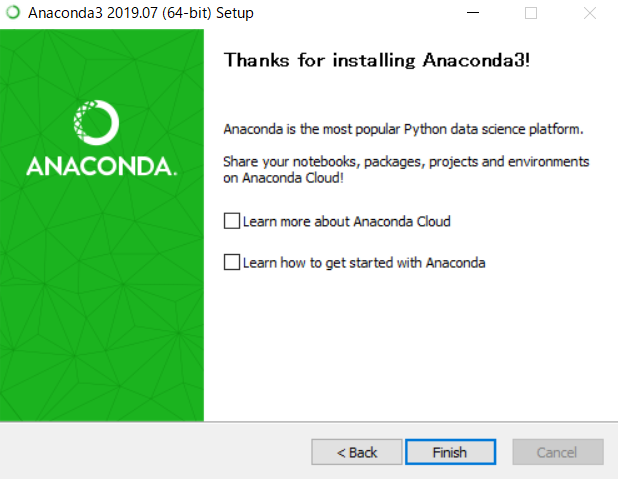 Anaconda3 2019.07 (64-bit) Setup
ANACONDA.
Thanks for installing Anaconda3!
Anaconda is the most popular Python data science platform.
Share your notebooks, packages, projects and environments
on Anaconda Cloud!
Learn more about Anaconda Cloud
Learn how to get started with Anaconda
< Back
Finish
Cancel